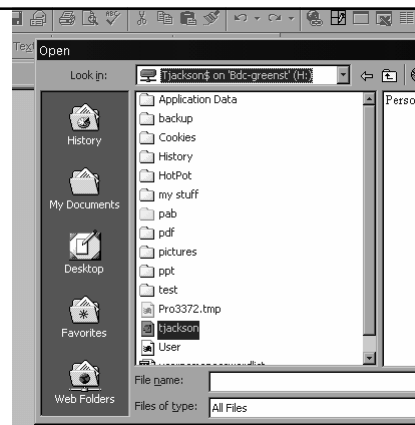 ABC
Text
Open
Look in: Tjackson$ on 'Bdc-greenst' (H:)
History
My Documents
Desktop
Favorites
Web Folders
Application Data
backup
Cookies
History
HotPot
my stuff
pab
pdf
pictures
ppt
test
Pro3372.tmp
tjackson
User
Perso
File name:
Files of type: All Files